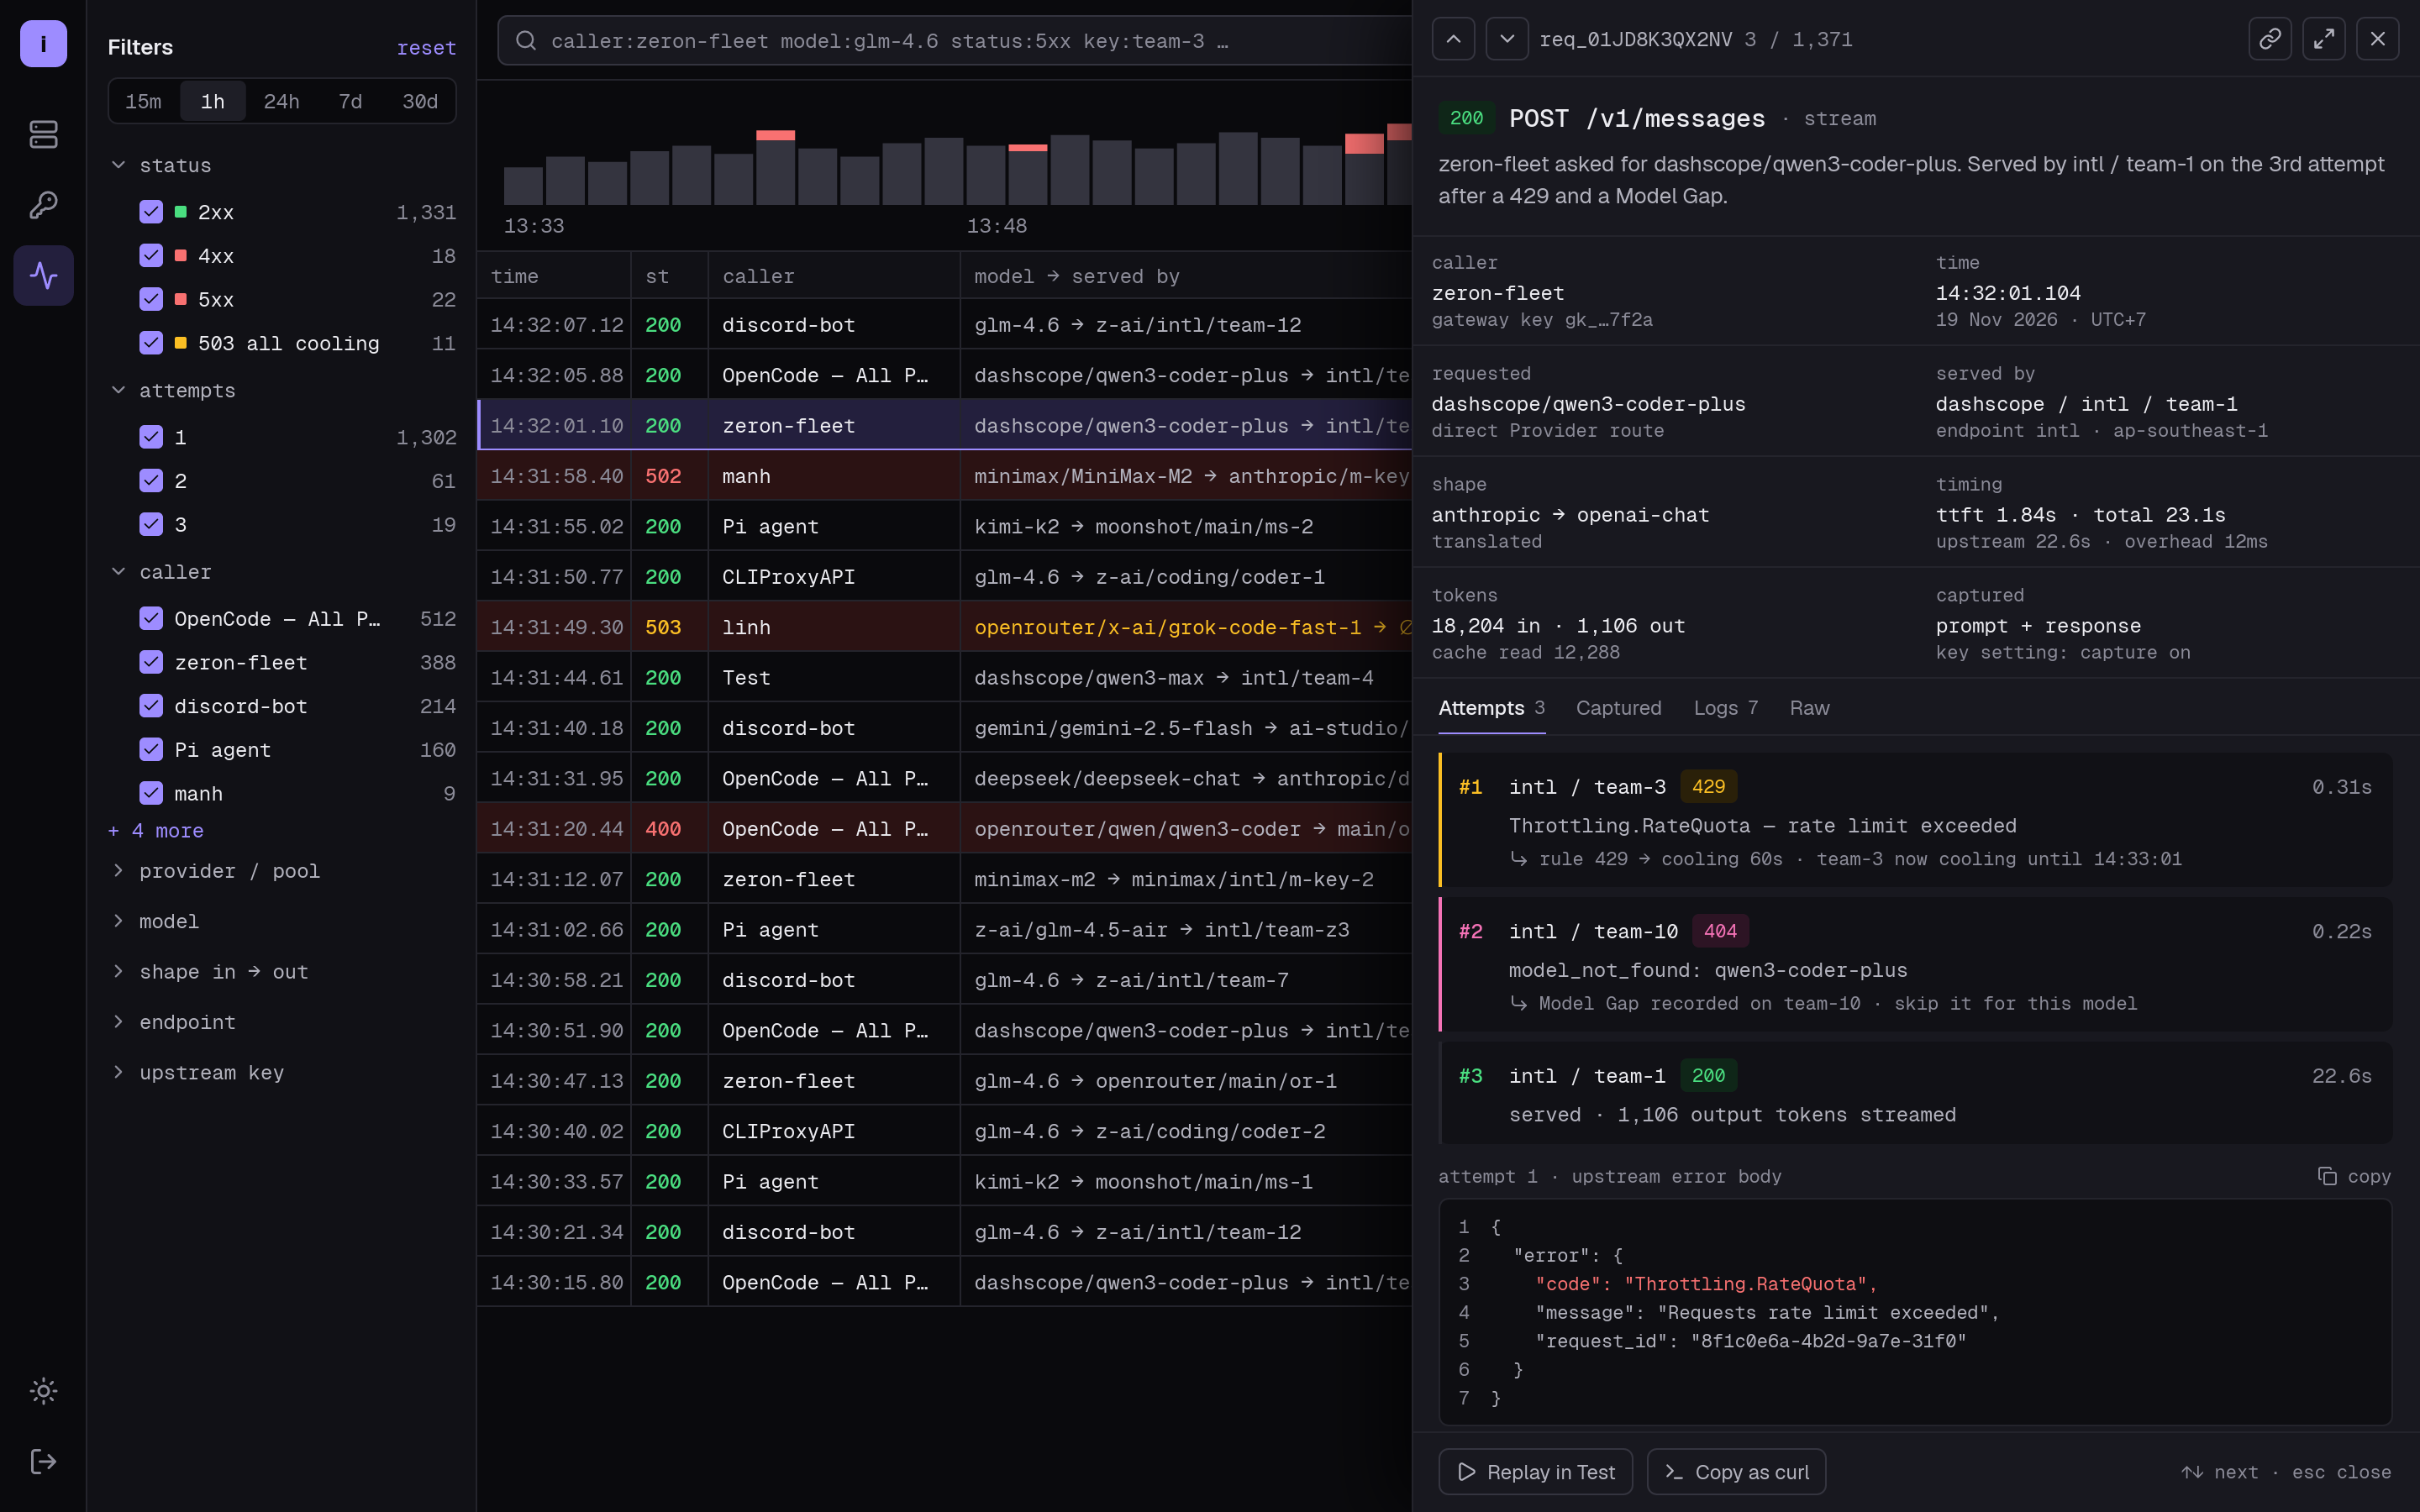 i
Filters
reset
15m 1h 24h 7d 30d
status
2xx 1,331
4xx 18
5xx 22
503 all cooling 11
attempts
1 1,302
2 61
3 19
caller
OpenCode — All P… 512
zeron-fleet 388
discord-bot 214
Pi agent 160
manh 9
+ 4 more
provider / pool
model
shape in → out
endpoint
upstream key
caller:zeron-fleet model:glm-4.6 status:5xx key:team-3 …
13:33 13:48
time st caller model → served by
14:32:07.12 200 discord-bot glm-4.6 → z-ai/intl/team-12
14:32:05.88 200 OpenCode — All P… dashscope/qwen3-coder-plus → intl/te
14:32:01.10 200 zeron-fleet dashscope/qwen3-coder-plus → intl/te
14:31:58.40 502 manh minimax/MiniMax-M2 → anthropic/m-key
14:31:55.02 200 Pi agent kimi-k2 → moonshot/main/ms-2
14:31:50.77 200 CLIProxyAPI glm-4.6 → z-ai/coding/coder-1
14:31:49.30 503 linh openrouter/x-ai/grok-code-fast-1 → ∅
14:31:44.61 200 Test dashscope/qwen3-max → intl/team-4
14:31:40.18 200 discord-bot gemini/gemini-2.5-flash → ai-studio/
14:31:31.95 200 OpenCode — All P… deepseek/deepseek-chat → anthropic/d
14:31:20.44 400 OpenCode — All P… openrouter/qwen/qwen3-coder → main/o
14:31:12.07 200 zeron-fleet minimax-m2 → minimax/intl/m-key-2
14:31:02.66 200 Pi agent z-ai/glm-4.5-air → intl/team-z3
14:30:58.21 200 discord-bot glm-4.6 → z-ai/intl/team-7
14:30:51.90 200 OpenCode — All P… dashscope/qwen3-coder-plus → intl/te
14:30:47.13 200 zeron-fleet glm-4.6 → openrouter/main/or-1
14:30:40.02 200 CLIProxyAPI glm-4.6 → z-ai/coding/coder-2
14:30:33.57 200 Pi agent kimi-k2 → moonshot/main/ms-1
14:30:21.34 200 discord-bot glm-4.6 → z-ai/intl/team-12
14:30:15.80 200 OpenCode — All P… dashscope/qwen3-coder-plus → intl/te
req_01JD8K3QX2NV 3 / 1,371
200 POST /v1/messages · stream
zeron-fleet asked for dashscope/qwen3-coder-plus. Served by intl / team-1 on the 3rd attempt
after a 429 and a Model Gap.
caller time
zeron-fleet 14:32:01.104
gateway key gk_…7f2a 19 Nov 2026 · UTC+7
requested served by
dashscope/qwen3-coder-plus dashscope / intl / team-1
direct Provider route endpoint intl · ap-southeast-1
shape timing
anthropic → openai-chat ttft 1.84s · total 23.1s
translated upstream 22.6s · overhead 12ms
tokens captured
18,204 in · 1,106 out prompt + response
cache read 12,288 key setting: capture on
Attempts 3 Captured Logs 7 Raw
#1 intl / team-3 429 0.31s
Throttling.RateQuota — rate limit exceeded
↳ rule 429 → cooling 60s · team-3 now cooling until 14:33:01
#2 intl / team-10 404 0.22s
model_not_found: qwen3-coder-plus
↳ Model Gap recorded on team-10 · skip it for this model
#3 intl / team-1 200 22.6s
served · 1,106 output tokens streamed
attempt 1 · upstream error body copy
1 {
2 "error": {
3 "code": "Throttling.RateQuota",
4 "message": "Requests rate limit exceeded",
5 "request_id": "8f1c0e6a-4b2d-9a7e-31f0"
6 }
7 }
Replay in Test Copy as curl ↑↓ next · esc close